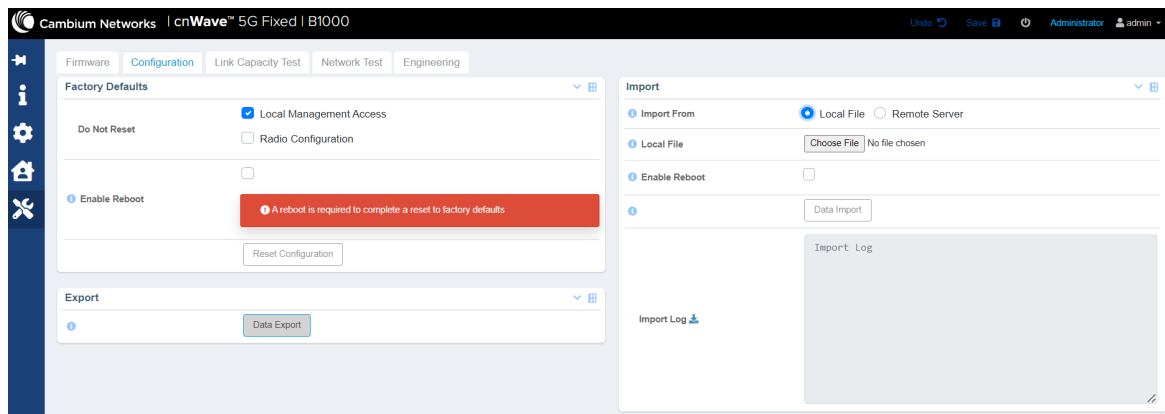 Cambium Networks | cnWave™ 5G Fixed | B1000
Undo Save Administrator admin
Firmware Configuration Link Capacity Test Network Test Engineering
Factory Defaults
Do Not Reset
Local Management Access
Radio Configuration
Enable Reboot
A reboot is required to complete a reset to factory defaults
Reset Configuration
Export
Data Export
Import
Import From Local File Remote Server
Local File Choose File No file chosen
Enable Reboot
Data Import
Import Log
Import Log